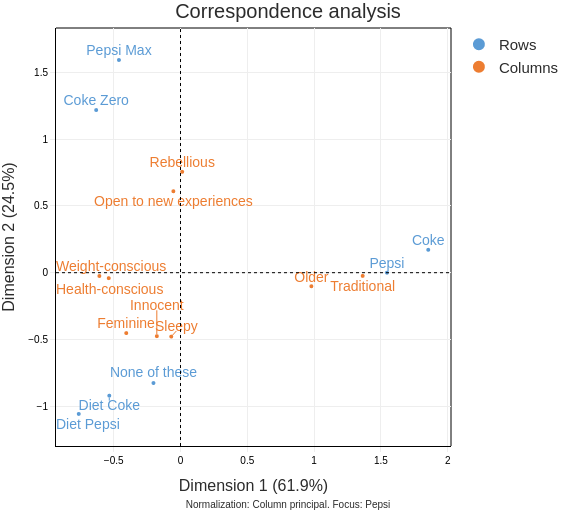 Correspondence analysis
Rows
Columns
Pepsi Max
Coke Zero
Rebellious
Open to new experiences
Coke
Pepsi
Weight-conscious
Older
Traditional
Health-conscious
Innocent
Feminine
Sleepy
None of these
Diet Coke
Diet Pepsi
1.5
1
0.5
0
−0.5
−1
Dimension 2 (24.5%)
−0.5
0
0.5
1
1.5
2
Dimension 1 (61.9%)
Normalization: Column principal. Focus: Pepsi